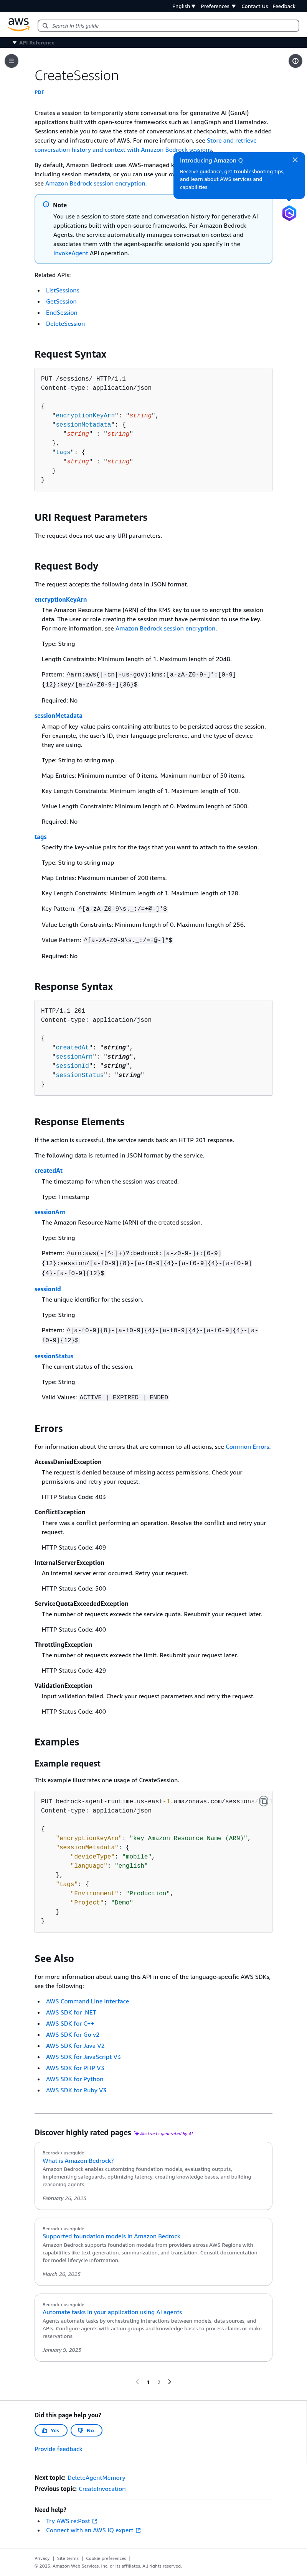 English
Preferences
Contact Us
Feedback
aws
Search in this guide
API Reference
CreateSession
PDF
Creates a session to temporarily store conversations for generative AI (GenAI)
applications built with open-source frameworks such as LangGraph and LlamaIndex.
Sessions enable you to save the state of conversations at checkpoints, with the added
security and infrastructure of AWS. For more information, see Store and retrieve
conversation history and context with Amazon Bedrock sessions.
By default, Amazon Bedrock uses AWS-managed k
including session metadata, or you can use your ow
see Amazon Bedrock session encryption.
Introducing Amazon Q
Receive guidance, get troubleshooting tips,
and learn about AWS services and
capabilities.
Note
You use a session to store state and conversation history for generative AI
applications built with open-source frameworks. For Amazon Bedrock
Agents, the service automatically manages conversation context and
associates them with the agent-specific sessionId you specify in the
InvokeAgent API operation.
Related APIs:
• ListSessions
• GetSession
• EndSession
• DeleteSession
Request Syntax
PUT /sessions/ HTTP/1.1
Content-type: application/json
{
"encryptionKeyArn": "string",
"sessionMetadata": {
"string" : "string"
},
"tags": {
"string" : "string"
}
}
URI Request Parameters
The request does not use any URI parameters.
Request Body
The request accepts the following data in JSON format.
encryptionKeyArn
The Amazon Resource Name (ARN) of the KMS key to use to encrypt the session
data. The user or role creating the session must have permission to use the key.
For more information, see Amazon Bedrock session encryption.
Type: String
Length Constraints: Minimum length of 1. Maximum length of 2048.
Pattern: ^arn:aws(|-cn|-us-gov):kms:[a-zA-Z0-9-]*:[0-9]
{12}:key/[a-zA-Z0-9-]{36}$
Required: No
sessionMetadata
A map of key-value pairs containing attributes to be persisted across the session.
For example, the user's ID, their language preference, and the type of device
they are using.
Type: String to string map
Map Entries: Minimum number of 0 items. Maximum number of 50 items.
Key Length Constraints: Minimum length of 1. Maximum length of 100.
Value Length Constraints: Minimum length of 0. Maximum length of 5000.
Required: No
tags
Specify the key-value pairs for the tags that you want to attach to the session.
Type: String to string map
Map Entries: Maximum number of 200 items.
Key Length Constraints: Minimum length of 1. Maximum length of 128.
Key Pattern: ^[a-zA-Z0-9\s._:/=+@-]*$
Value Length Constraints: Minimum length of 0. Maximum length of 256.
Value Pattern: ^[a-zA-Z0-9\s._:/=+@-]*$
Required: No
Response Syntax
HTTP/1.1 201
Content-type: application/json
{
"createdAt": "string",
"sessionArn": "string",
"sessionId": "string",
"sessionStatus": "string"
}
Response Elements
If the action is successful, the service sends back an HTTP 201 response.
The following data is returned in JSON format by the service.
createdAt
The timestamp for when the session was created.
Type: Timestamp
sessionArn
The Amazon Resource Name (ARN) of the created session.
Type: String
Pattern: ^arn:aws(-[^:]+)?:bedrock:[a-z0-9-]+:[0-9]
{12}:session/[a-f0-9]{8}-[a-f0-9]{4}-[a-f0-9]{4}-[a-f0-9]
{4}-[a-f0-9]{12}$
sessionId
The unique identifier for the session.
Type: String
Pattern: ^[a-f0-9]{8}-[a-f0-9]{4}-[a-f0-9]{4}-[a-f0-9]{4}-[a-
f0-9]{12}$
sessionStatus
The current status of the session.
Type: String
Valid Values: ACTIVE | EXPIRED | ENDED
Errors
For information about the errors that are common to all actions, see Common Errors.
AccessDeniedException
The request is denied because of missing access permissions. Check your
permissions and retry your request.
HTTP Status Code: 403
ConflictException
There was a conflict performing an operation. Resolve the conflict and retry your
request.
HTTP Status Code: 409
InternalServerException
An internal server error occurred. Retry your request.
HTTP Status Code: 500
ServiceQuotaExceededException
The number of requests exceeds the service quota. Resubmit your request later.
HTTP Status Code: 400
ThrottlingException
The number of requests exceeds the limit. Resubmit your request later.
HTTP Status Code: 429
ValidationException
Input validation failed. Check your request parameters and retry the request.
HTTP Status Code: 400
Examples
Example request
This example illustrates one usage of CreateSession.
PUT bedrock-agent-runtime.us-east-1.amazonaws.com/sessions
Content-type: application/json
{
"encryptionKeyArn": "key Amazon Resource Name (ARN)",
"sessionMetadata": {
"deviceType": "mobile",
"language": "english"
},
"tags": {
"Environment": "Production",
"Project": "Demo"
}
}
See Also
For more information about using this API in one of the language-specific AWS SDKs,
see the following:
• AWS Command Line Interface
• AWS SDK for .NET
• AWS SDK for C++
• AWS SDK for Go v2
• AWS SDK for Java V2
• AWS SDK for JavaScript V3
• AWS SDK for PHP V3
• AWS SDK for Python
• AWS SDK for Ruby V3
Discover highly rated pages Abstracts generated by AI
Bedrock › userguide
What is Amazon Bedrock?
Amazon Bedrock enables customizing foundation models, evaluating outputs,
implementing safeguards, optimizing latency, creating knowledge bases, and building
reasoning agents.
February 26, 2025
Bedrock › userguide
Supported foundation models in Amazon Bedrock
Amazon Bedrock supports foundation models from providers across AWS Regions with
capabilities like text generation, summarization, and translation. Consult documentation
for model lifecycle information.
March 26, 2025
Bedrock › userguide
Automate tasks in your application using AI agents
Agents automate tasks by orchestrating interactions between models, data sources, and
APIs. Configure agents with action groups and knowledge bases to process claims or make
reservations.
January 9, 2025
1 2
Did this page help you?
Yes
No
Provide feedback
Next topic: DeleteAgentMemory
Previous topic: CreateInvocation
Need help?
• Try AWS re:Post
• Connect with an AWS IQ expert
Privacy | Site terms | Cookie preferences |
© 2025, Amazon Web Services, Inc. or its affiliates. All rights reserved.